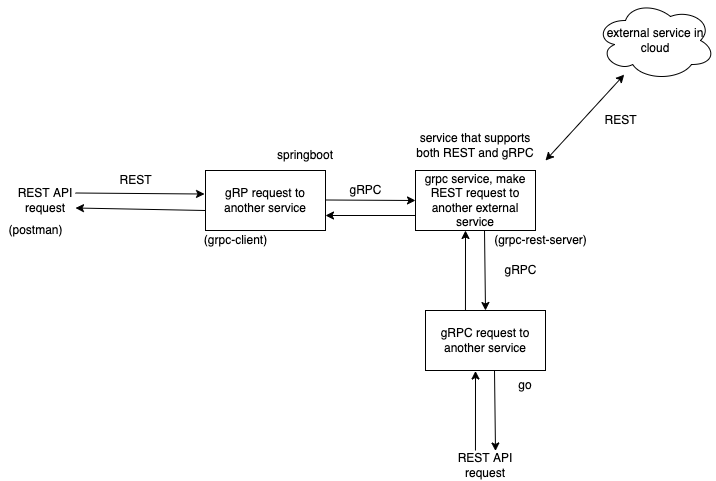 external service in
cloud
REST
service that supports
both REST and gRPC
springboot
REST API
request
(postman)
REST
gRP request to
another service
(grpc-client)
gRPC
grpc service, make
REST request to
another external
service
(grpc-rest-server)
gRPC
gRPC request to
another service
go
REST API
request